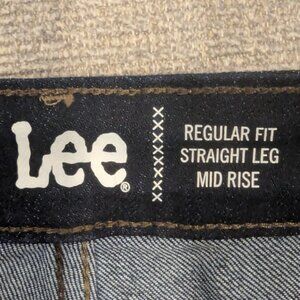 Lee®
REGULAR FIT
STRAIGHT LEG
MID RISE